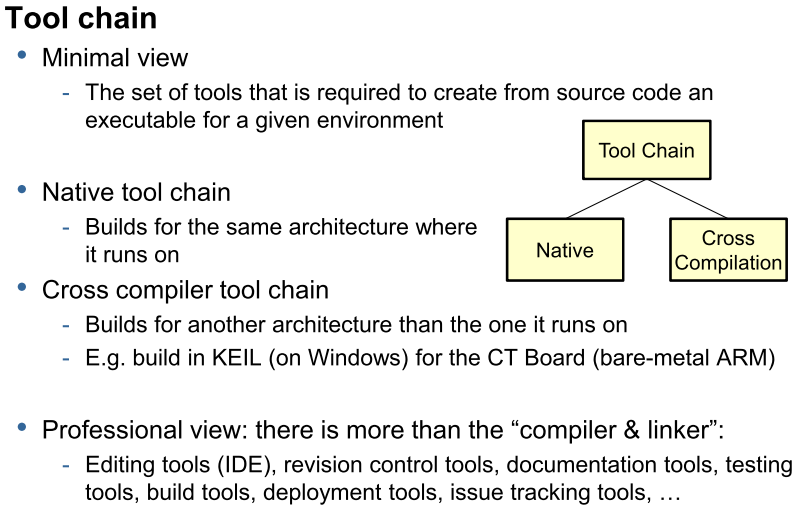 Tool chain
• Minimal view
- The set of tools that is required to create from source code an
executable for a given environment
Tool Chain
Native
Cross
Compilation
• Native tool chain
- Builds for the same architecture where
it runs on
• Cross compiler tool chain
- Builds for another architecture than the one it runs on
- E.g. build in KEIL (on Windows) for the CT Board (bare-metal ARM)
• Professional view: there is more than the “compiler & linker”:
- Editing tools (IDE), revision control tools, documentation tools, testing
tools, build tools, deployment tools, issue tracking tools, …